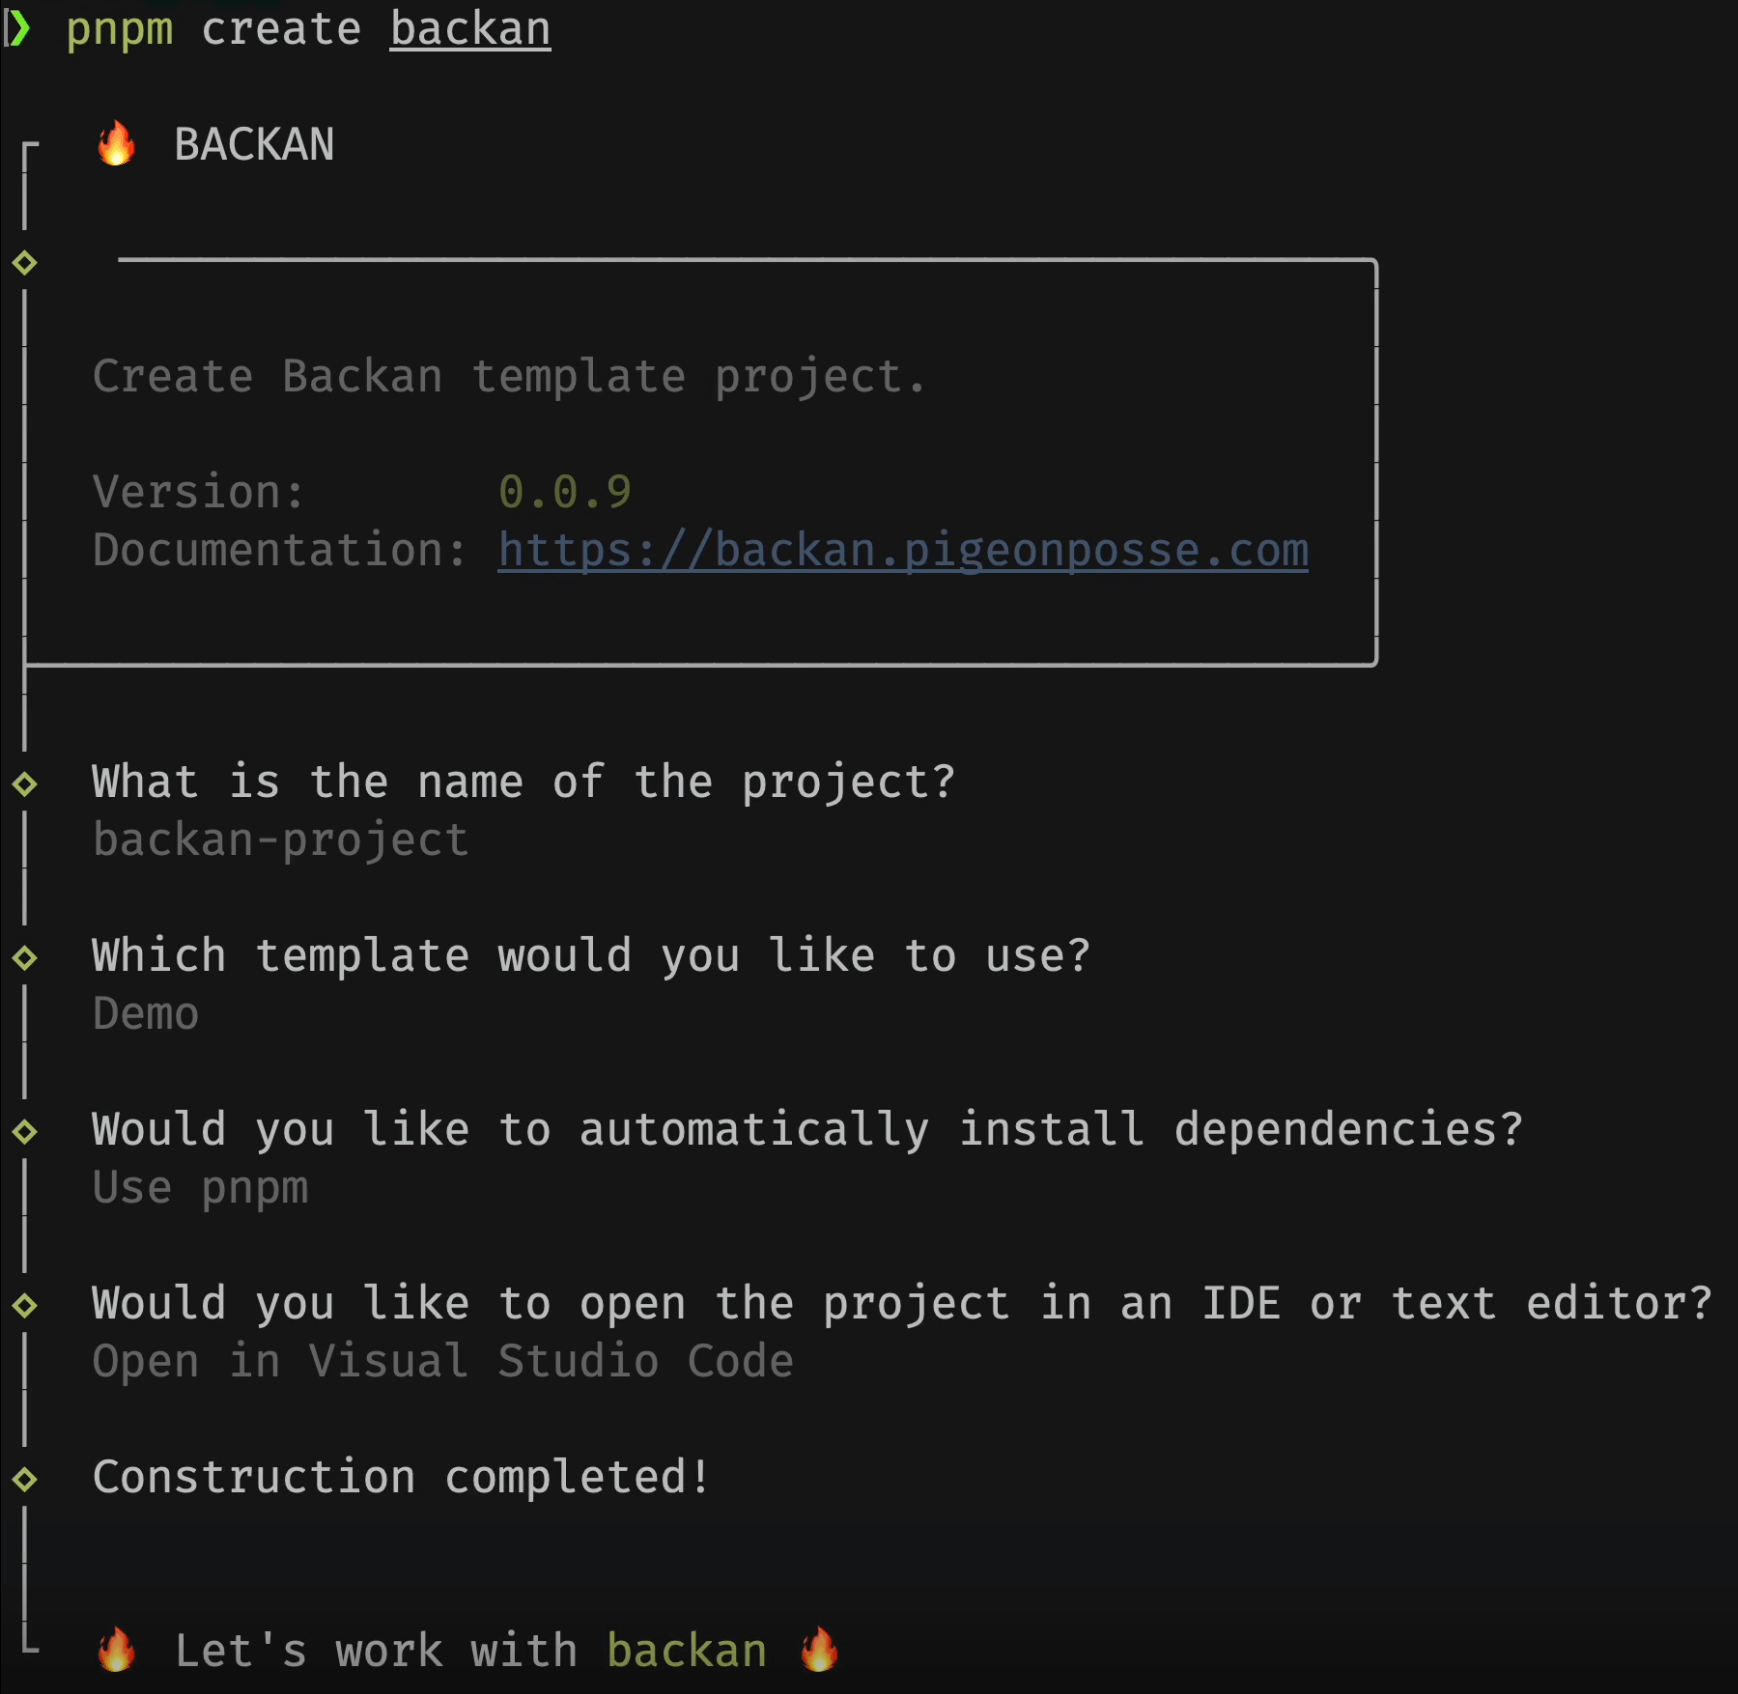 ❯ pnpm create backan
🔥 BACKAN
Create Backan template project.
Version: 0.0.9
Documentation: https://backan.pigeonposse.com
What is the name of the project?
backan-project
Which template would you like to use?
Demo
Would you like to automatically install dependencies?
Use pnpm
Would you like to open the project in an IDE or text editor?
Open in Visual Studio Code
Construction completed!
🔥 Let's work with backan 🔥